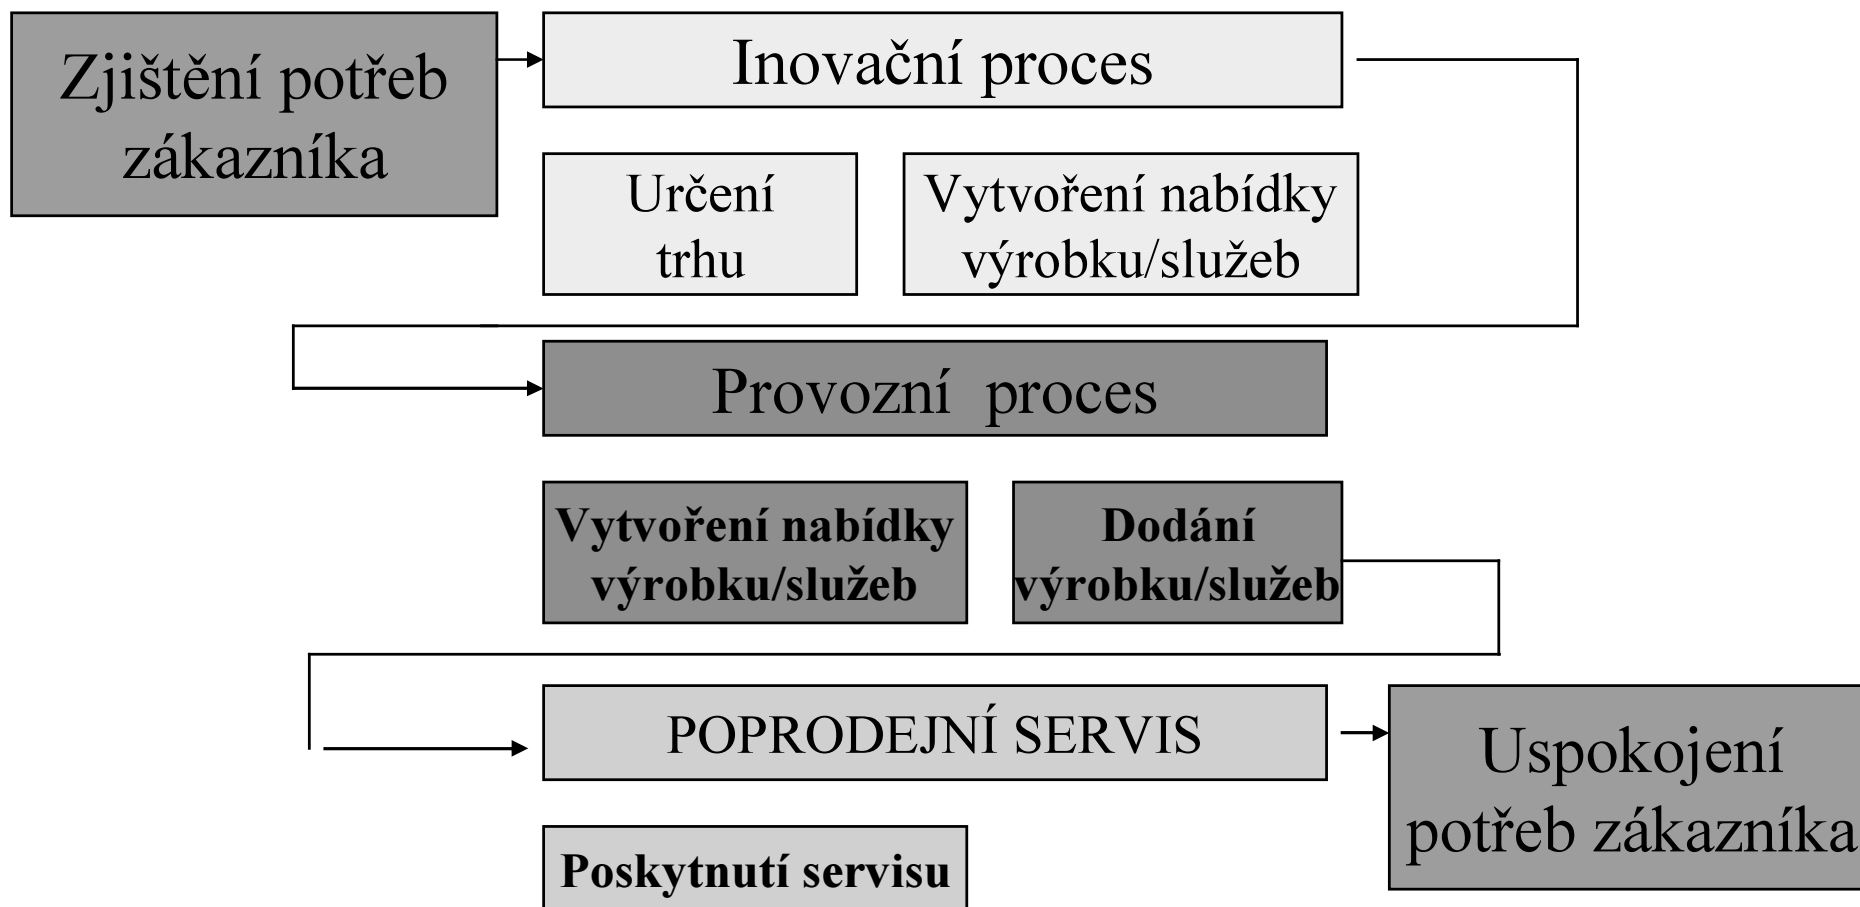 Zjištění potřeb
zákazníka
Inovační proces
Určení
trhu
Vytvoření nabídky
výrobku/služeb
Provozní  proces
Vytvoření nabídky
výrobku/služeb
Dodání
výrobku/služeb
POPRODEJNÍ SERVIS
Uspokojení
potřeb zákazníka
Poskytnutí servisu